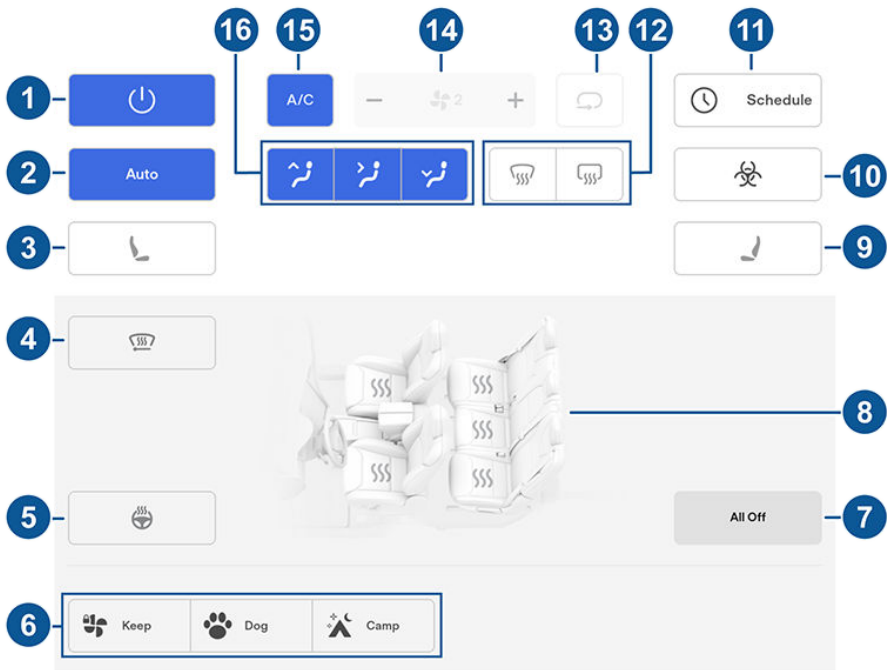 16 15 14 13 12 11
1 A/C − 2 + Schedule
2 Auto 10
3 9
4
8
5 All Off 7
6 Keep Dog Camp